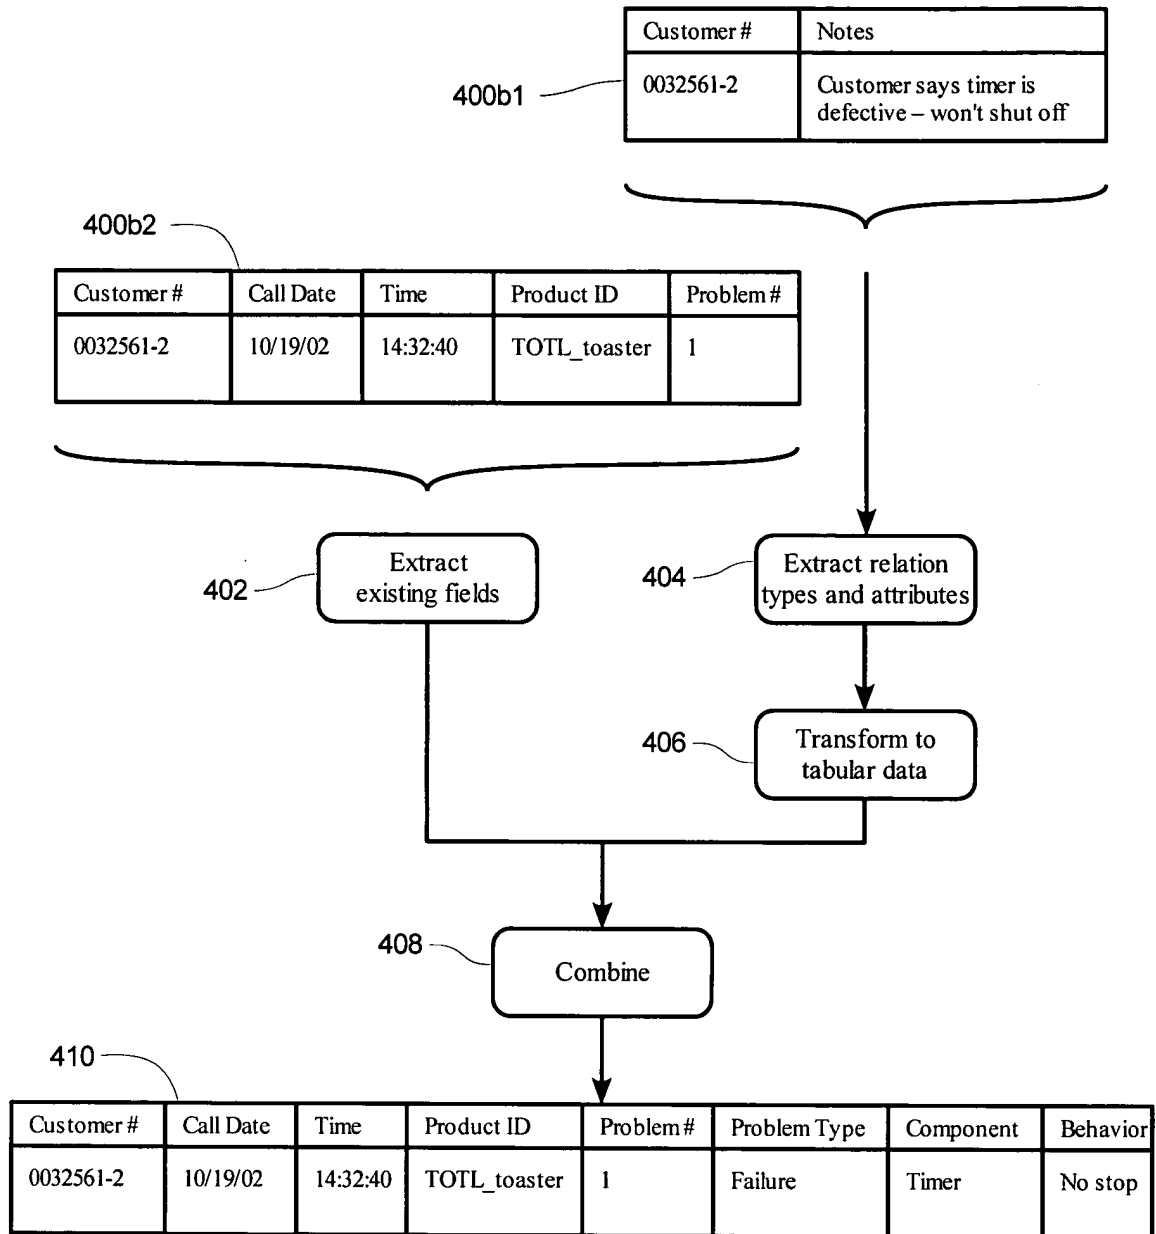 Customer # Notes
400b1 0032561-2 Customer says timer is
defective – won't shut off
400b2
Customer # Call Date Time Product ID Problem #
0032561-2 10/19/02 14:32:40 TOTL_toaster 1
402 Extract
existing fields
404 Extract relation
types and attributes
406 Transform to
tabular data
408 Combine
410
Customer # Call Date Time Product ID Problem # Problem Type Component Behavior
0032561-2 10/19/02 14:32:40 TOTL_toaster 1 Failure Timer No stop